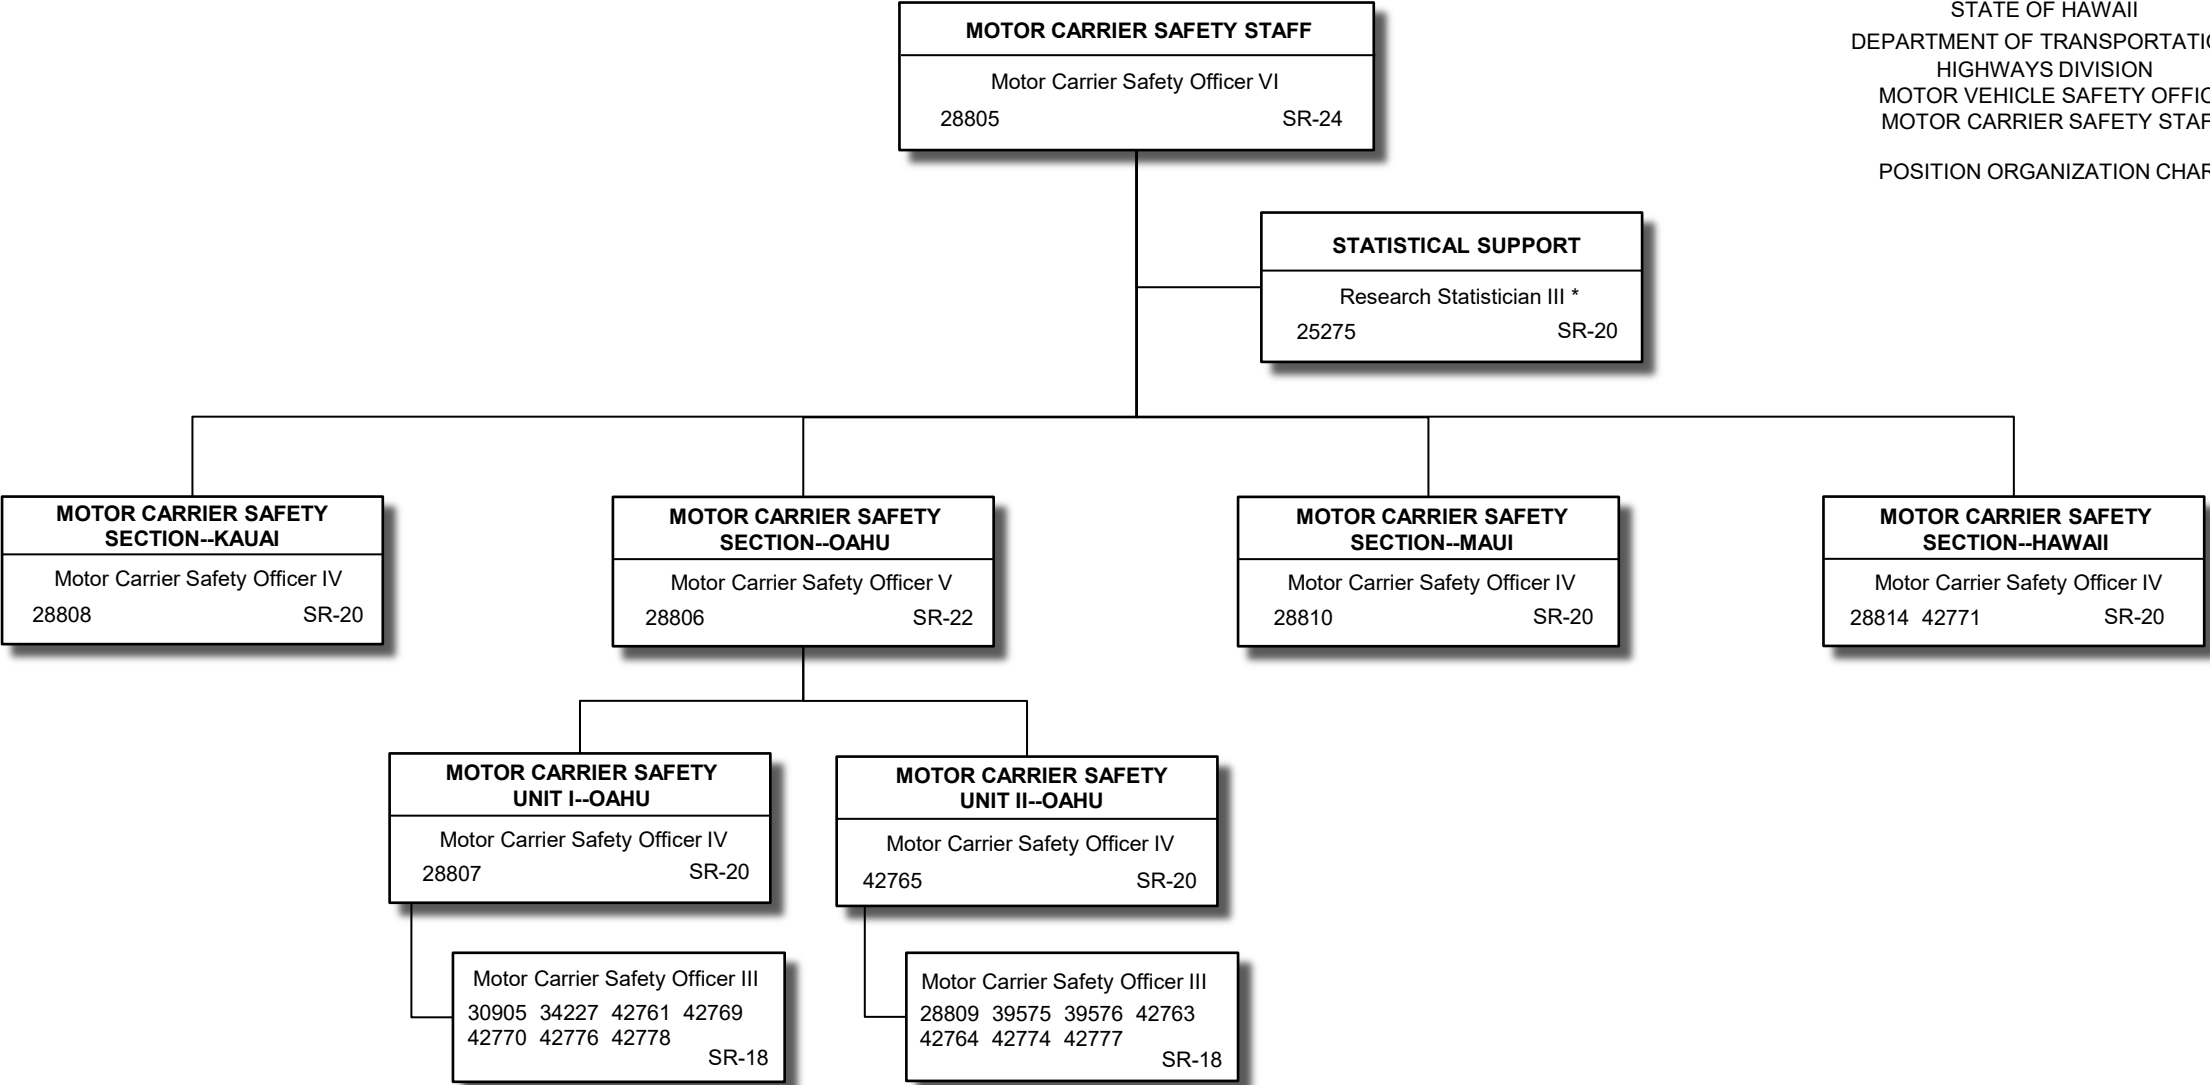 STATE OF HAWAII
DEPARTMENT OF TRANSPORTATIO
HIGHWAYS DIVISION
MOTOR VEHICLE SAFETY OFFIC
MOTOR CARRIER SAFETY STAF
POSITION ORGANIZATION CHAR
MOTOR CARRIER SAFETY STAFF
Motor Carrier Safety Officer VI
28805 SR-24
STATISTICAL SUPPORT
Research Statistician III *
25275 SR-20
MOTOR CARRIER SAFETY
SECTION--KAUAI
Motor Carrier Safety Officer IV
28808 SR-20
MOTOR CARRIER SAFETY
SECTION--OAHU
Motor Carrier Safety Officer V
28806 SR-22
MOTOR CARRIER SAFETY
SECTION--MAUI
Motor Carrier Safety Officer IV
28810 SR-20
MOTOR CARRIER SAFETY
SECTION--HAWAII
Motor Carrier Safety Officer IV
28814 42771 SR-20
MOTOR CARRIER SAFETY
UNIT I--OAHU
Motor Carrier Safety Officer IV
28807 SR-20
MOTOR CARRIER SAFETY
UNIT II--OAHU
Motor Carrier Safety Officer IV
42765 SR-20
Motor Carrier Safety Officer III
30905 34227 42761 42769
42770 42776 42778
SR-18
Motor Carrier Safety Officer III
28809 39575 39576 42763
42764 42774 42777
SR-18